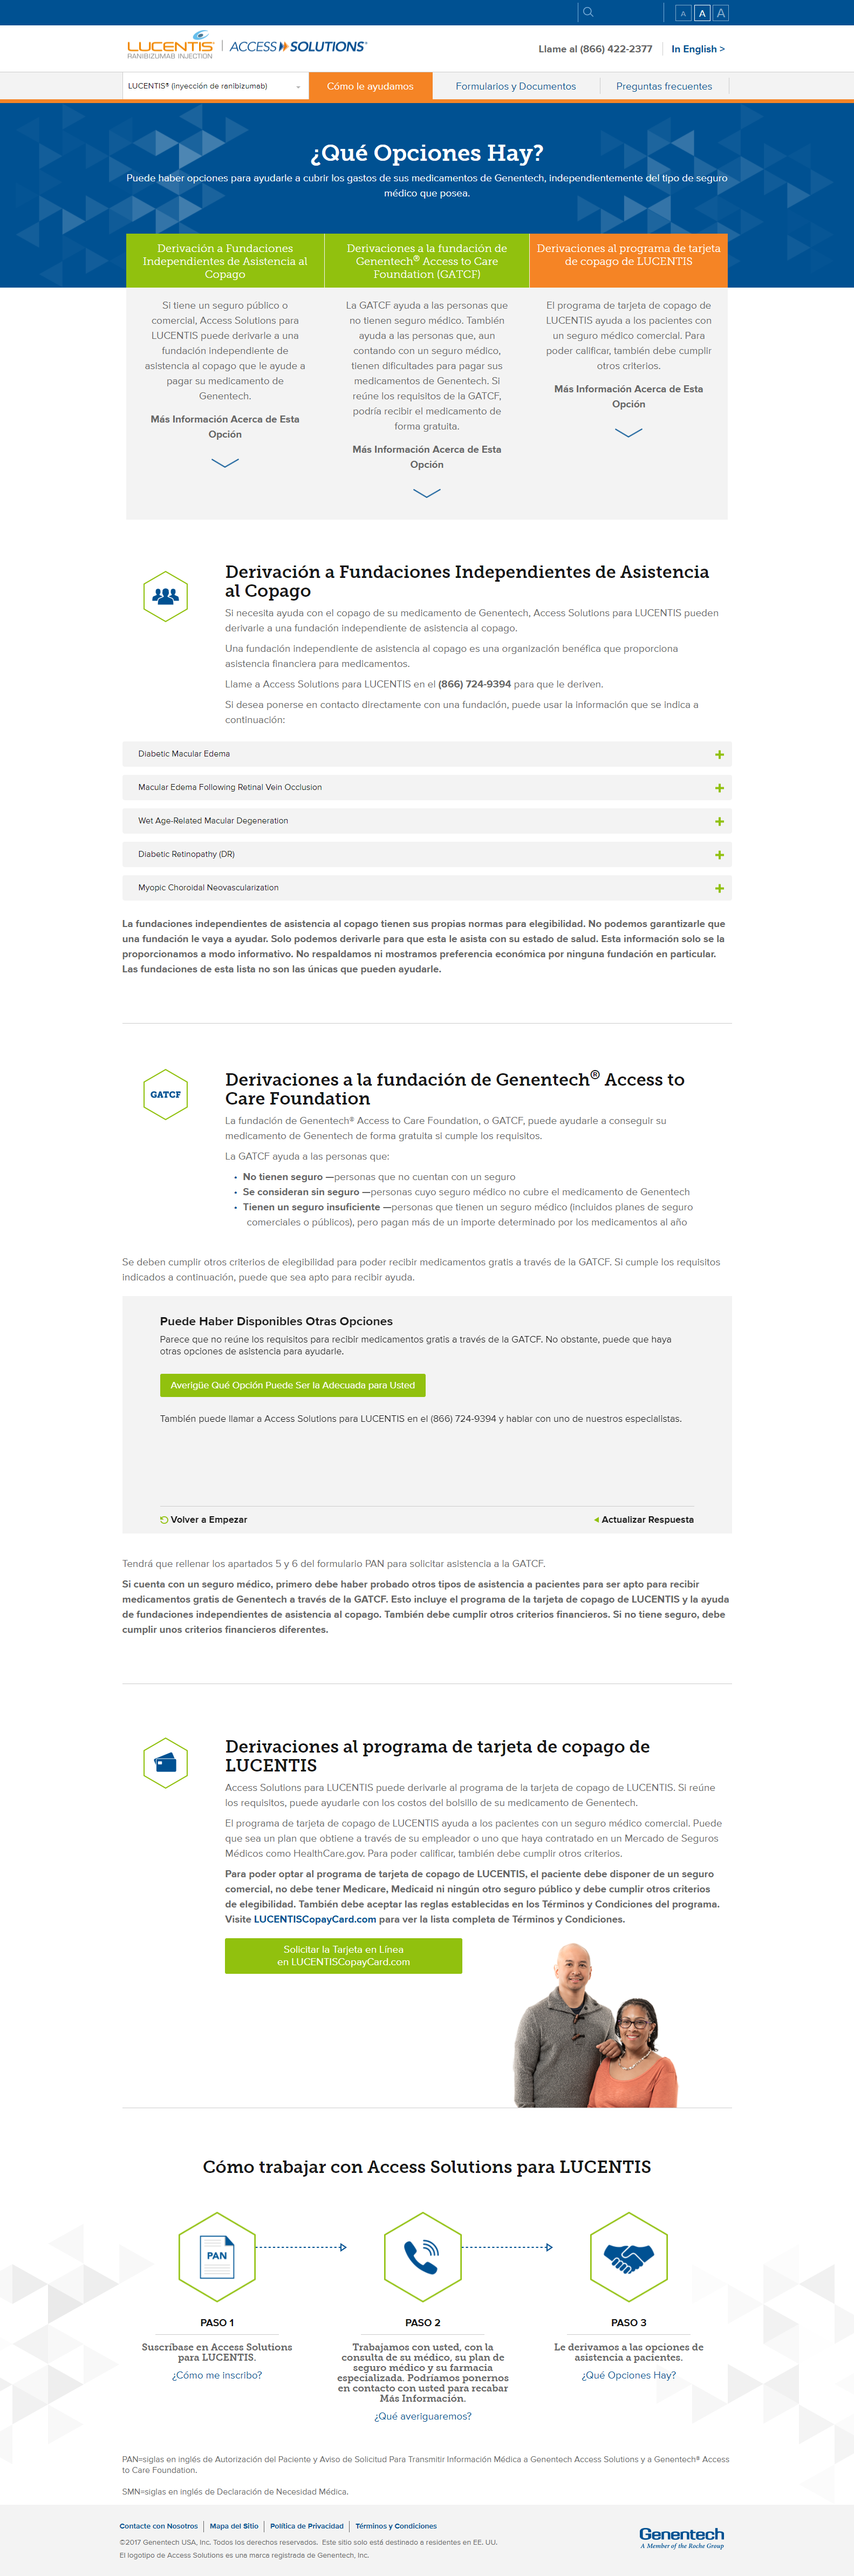 A A A
LUCENTIS
RANIBIZUMAB INJECTION
ACCESS SOLUTIONS®
Llame al (866) 422-2377
In English >
LUCENTIS® (inyección de ranibizumab)
Cómo le ayudamos
Formularios y Documentos
Preguntas frecuentes
¿Qué Opciones Hay?
Puede haber opciones para ayudarle a cubrir los gastos de sus medicamentos de Genentech, independientemente del tipo de seguro
médico que posea.
Derivación a Fundaciones
Independientes de Asistencia al
Copago
Si tiene un seguro público o
comercial, Access Solutions para
LUCENTIS puede derivarle a una
fundación independiente de
asistencia al copago que le ayude a
pagar su medicamento de
Genentech.
Más Información Acerca de Esta
Opción
Derivaciones a la fundación de
Genentech® Access to Care
Foundation (GATCF)
La GATCF ayuda a las personas que
no tienen seguro médico. También
ayuda a las personas que, aun
contando con un seguro médico,
tienen dificultades para pagar sus
medicamentos de Genentech. Si
reúne los requisitos de la GATCF,
podría recibir el medicamento de
forma gratuita.
Más Información Acerca de Esta
Opción
Derivaciones al programa de tarjeta
de copago de LUCENTIS
El programa de tarjeta de copago de
LUCENTIS ayuda a los pacientes con
un seguro médico comercial. Para
poder calificar, también debe cumplir
otros criterios.
Más Información Acerca de Esta
Opción
Derivación a Fundaciones Independientes de Asistencia
al Copago
Si necesita ayuda con el copago de su medicamento de Genentech, Access Solutions para LUCENTIS pueden
derivarle a una fundación independiente de asistencia al copago.
Una fundación independiente de asistencia al copago es una organización benéfica que proporciona
asistencia financiera para medicamentos.
Llame a Access Solutions para LUCENTIS en el (866) 724-9394 para que le deriven.
Si desea ponerse en contacto directamente con una fundación, puede usar la información que se indica a
continuación:
Diabetic Macular Edema
Macular Edema Following Retinal Vein Occlusion
Wet Age-Related Macular Degeneration
Diabetic Retinopathy (DR)
Myopic Choroidal Neovascularization
La fundaciones independientes de asistencia al copago tienen sus propias normas para elegibilidad. No podemos garantizarle que
una fundación le vaya a ayudar. Solo podemos derivarle para que esta le asista con su estado de salud. Esta información solo se la
proporcionamos a modo informativo. No respaldamos ni mostramos preferencia económica por ninguna fundación en particular.
Las fundaciones de esta lista no son las únicas que pueden ayudarle.
GATCF
Derivaciones a la fundación de Genentech® Access to
Care Foundation
La fundación de Genentech® Access to Care Foundation, o GATCF, puede ayudarle a conseguir su
medicamento de Genentech de forma gratuita si cumple los requisitos.
La GATCF ayuda a las personas que:
• No tienen seguro —personas que no cuentan con un seguro
• Se consideran sin seguro —personas cuyo seguro médico no cubre el medicamento de Genentech
• Tienen un seguro insuficiente —personas que tienen un seguro médico (incluidos planes de seguro
comerciales o públicos), pero pagan más de un importe determinado por los medicamentos al año
Se deben cumplir otros criterios de elegibilidad para poder recibir medicamentos gratis a través de la GATCF. Si cumple los requisitos
indicados a continuación, puede que sea apto para recibir ayuda.
Puede Haber Disponibles Otras Opciones
Parece que no reúne los requisitos para recibir medicamentos gratis a través de la GATCF. No obstante, puede que haya
otras opciones de asistencia para ayudarle.
Averigüe Qué Opción Puede Ser la Adecuada para Usted
También puede llamar a Access Solutions para LUCENTIS en el (866) 724-9394 y hablar con uno de nuestros especialistas.
Volver a Empezar
Actualizar Respuesta
Tendrá que rellenar los apartados 5 y 6 del formulario PAN para solicitar asistencia a la GATCF.
Si cuenta con un seguro médico, primero debe haber probado otros tipos de asistencia a pacientes para ser apto para recibir
medicamentos gratis de Genentech a través de la GATCF. Esto incluye el programa de la tarjeta de copago de LUCENTIS y la ayuda
de fundaciones independientes de asistencia al copago. También debe cumplir otros criterios financieros. Si no tiene seguro, debe
cumplir unos criterios financieros diferentes.
Derivaciones al programa de tarjeta de copago de
LUCENTIS
Access Solutions para LUCENTIS puede derivarle al programa de la tarjeta de copago de LUCENTIS. Si reúne
los requisitos, puede ayudarle con los costos del bolsillo de su medicamento de Genentech.
El programa de tarjeta de copago de LUCENTIS ayuda a los pacientes con un seguro médico comercial. Puede
que sea un plan que obtiene a través de su empleador o uno que haya contratado en un Mercado de Seguros
Médicos como HealthCare.gov. Para poder calificar, también debe cumplir otros criterios.
Para poder optar al programa de tarjeta de copago de LUCENTIS, el paciente debe disponer de un seguro
comercial, no debe tener Medicare, Medicaid ni ningún otro seguro público y debe cumplir otros criterios
de elegibilidad. También debe aceptar las reglas establecidas en los Términos y Condiciones del programa.
Visite LUCENTISCopayCard.com para ver la lista completa de Términos y Condiciones.
Solicitar la Tarjeta en Línea
en LUCENTISCopayCard.com
Cómo trabajar con Access Solutions para LUCENTIS
PAN
PASO 1
Suscríbase en Access Solutions
para LUCENTIS.
¿Cómo me inscribo?
PASO 2
Trabajamos con usted, con la
consulta de su médico, su plan de
seguro médico y su farmacia
especializada. Podríamos ponernos
en contacto con usted para recabar
Más Información.
¿Qué averiguaremos?
PASO 3
Le derivamos a las opciones de
asistencia a pacientes.
¿Qué Opciones Hay?
PAN=siglas en inglés de Autorización del Paciente y Aviso de Solicitud Para Transmitir Información Médica a Genentech Access Solutions y a Genentech® Access
to Care Foundation.
SMN=siglas en inglés de Declaración de Necesidad Médica.
Contacte con Nosotros
Mapa del Sitio
Política de Privacidad
Términos y Condiciones
©2017 Genentech USA, Inc. Todos los derechos reservados. Este sitio solo está destinado a residentes en EE. UU.
El logotipo de Access Solutions es una marca registrada de Genentech, Inc.
Genentech
A Member of the Roche Group